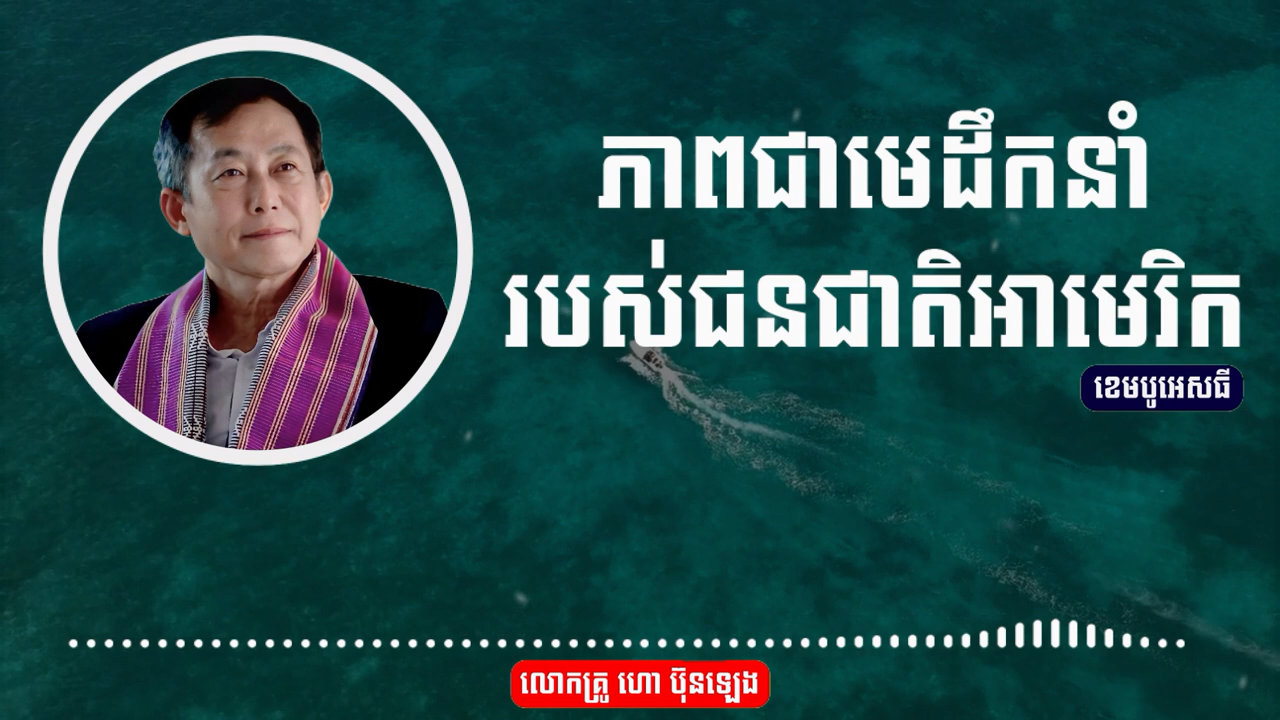 ភាពជាមេដឹកនាំ
របស់ជនជាតិអាមេរិក
ខេមបូអេសធី
លោកគ្រូ ហោ ប៊ុនឡេង